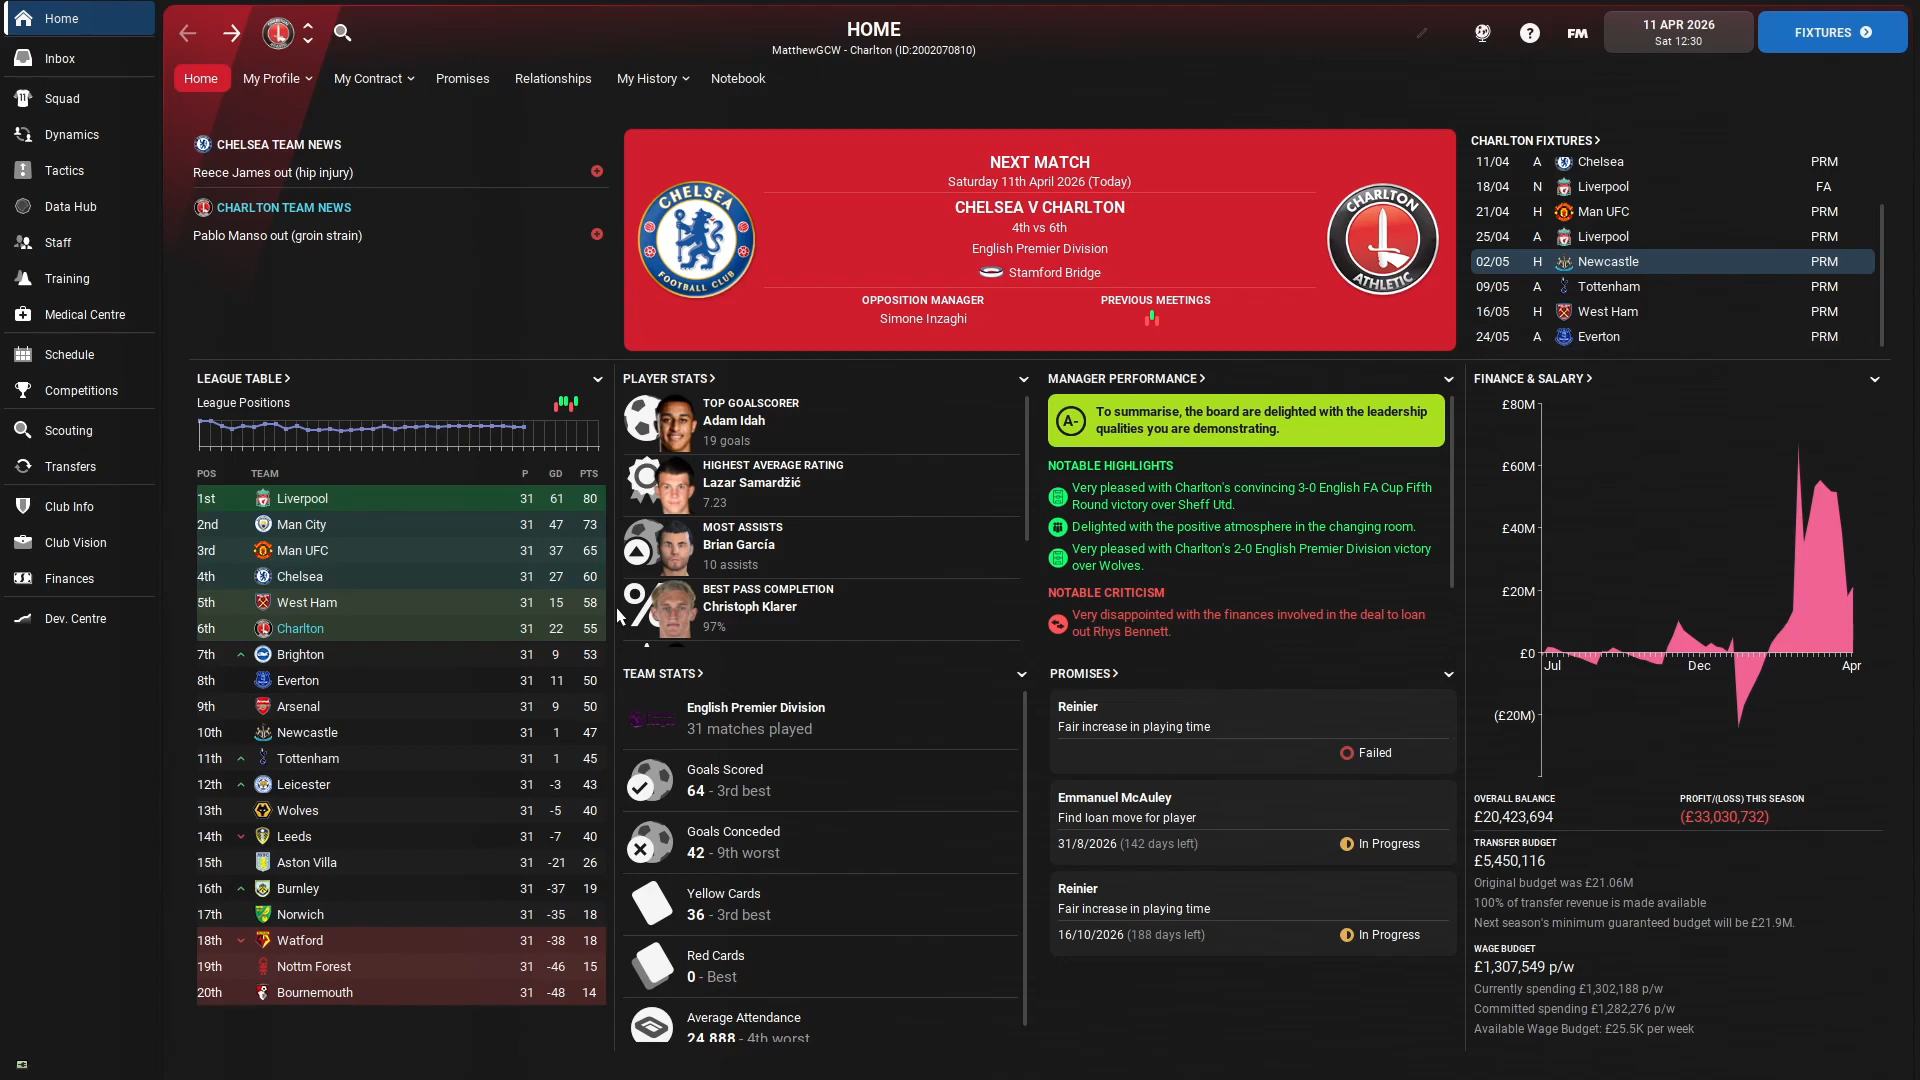 Home
Inbox
Squad
Dynamics
Tactics
Data Hub
Staff
Training
Medical Centre
Schedule
Competitions
Scouting
Transfers
Club Info
Club Vision
Finances
Dev. Centre
HOME
MatthewGCW - Charlton (ID:2002070810)
FM
11 APR 2026
Sat 12:30
FIXTURES
Home
My Profile
My Contract
Promises
Relationships
My History
Notebook
CHELSEA TEAM NEWS
Reece James out (hip injury)
CHARLTON TEAM NEWS
Pablo Manso out (groin strain)
CHELSEA
FOOTBALL CLUB
NEXT MATCH
Saturday 11th April 2026 (Today)
CHELSEA V CHARLTON
4th vs 6th
English Premier Division
Stamford Bridge
OPPOSITION MANAGER
Simone Inzaghi
PREVIOUS MEETINGS
CHARLTON
ATHLETIC
CHARLTON FIXTURES
11/04 A Chelsea PRM
18/04 N Liverpool FA
21/04 H Man UFC PRM
25/04 A Liverpool PRM
02/05 H Newcastle PRM
09/05 A Tottenham PRM
16/05 H West Ham PRM
24/05 A Everton PRM
LEAGUE TABLE
League Positions
POS TEAM P GD PTS
1st Liverpool 31 61 80
2nd Man City 31 47 73
3rd Man UFC 31 37 65
4th Chelsea 31 27 60
5th West Ham 31 15 58
6th Charlton 31 22 55
7th Brighton 31 9 53
8th Everton 31 11 50
9th Arsenal 31 9 50
10th Newcastle 31 1 47
11th Tottenham 31 1 45
12th Leicester 31 -3 43
13th Wolves 31 -5 40
14th Leeds 31 -7 40
15th Aston Villa 31 -21 26
16th Burnley 31 -37 19
17th Norwich 31 -35 18
18th Watford 31 -38 18
19th Nottm Forest 31 -46 15
20th Bournemouth 31 -48 14
PLAYER STATS
TOP GOALSCORER
Adam Idah
19 goals
HIGHEST AVERAGE RATING
Lazar Samardžić
7.23
MOST ASSISTS
Brian García
10 assists
%
BEST PASS COMPLETION
Christoph Klarer
97%
TEAM STATS
English Premier Division
31 matches played
Goals Scored
64 - 3rd best
Goals Conceded
42 - 9th worst
Yellow Cards
36 - 3rd best
Red Cards
0 - Best
Average Attendance
24,888 - 4th worst
MANAGER PERFORMANCE
A-
To summarise, the board are delighted with the leadership
qualities you are demonstrating.
NOTABLE HIGHLIGHTS
Very pleased with Charlton's convincing 3-0 English FA Cup Fifth
Round victory over Sheff Utd.
Delighted with the positive atmosphere in the changing room.
Very pleased with Charlton's 2-0 English Premier Division victory
over Wolves.
NOTABLE CRITICISM
Very disappointed with the finances involved in the deal to loan
out Rhys Bennett.
PROMISES
Reinier
Fair increase in playing time
Failed
Emmanuel McAuley
Find loan move for player
31/8/2026 (142 days left) In Progress
Reinier
Fair increase in playing time
16/10/2026 (188 days left) In Progress
FINANCE & SALARY
£80M
£60M
£40M
£20M
£0
(£20M)
Jul Dec Apr
OVERALL BALANCE
£20,423,694
PROFIT/(LOSS) THIS SEASON
(£33,030,732)
TRANSFER BUDGET
£5,450,116
Original budget was £21.06M
100% of transfer revenue is made available
Next season's minimum guaranteed budget will be £21.9M.
WAGE BUDGET
£1,307,549 p/w
Currently spending £1,302,188 p/w
Committed spending £1,282,276 p/w
Available Wage Budget: £25.5K per week